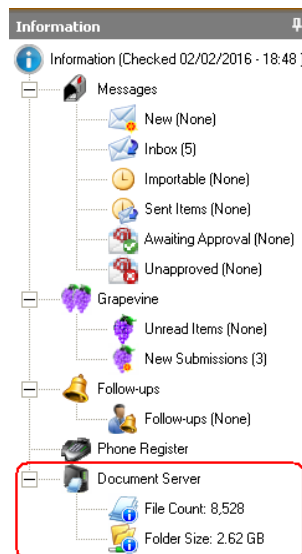 Information
Information (Checked 02/02/2016 - 18:48 )
Messages
New (None)
Inbox (5)
Importable (None)
Sent Items (None)
Awaiting Approval (None)
Unapproved (None)
Grapevine
Unread Items (None)
New Submissions (3)
Follow-ups
Follow-ups (None)
Phone Register
Document Server
File Count: 8,528
Folder Size: 2.62 GB